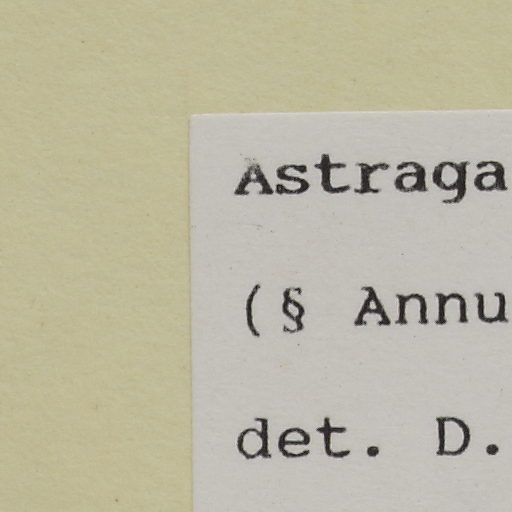 Astraga
(§ Annu
det. D.